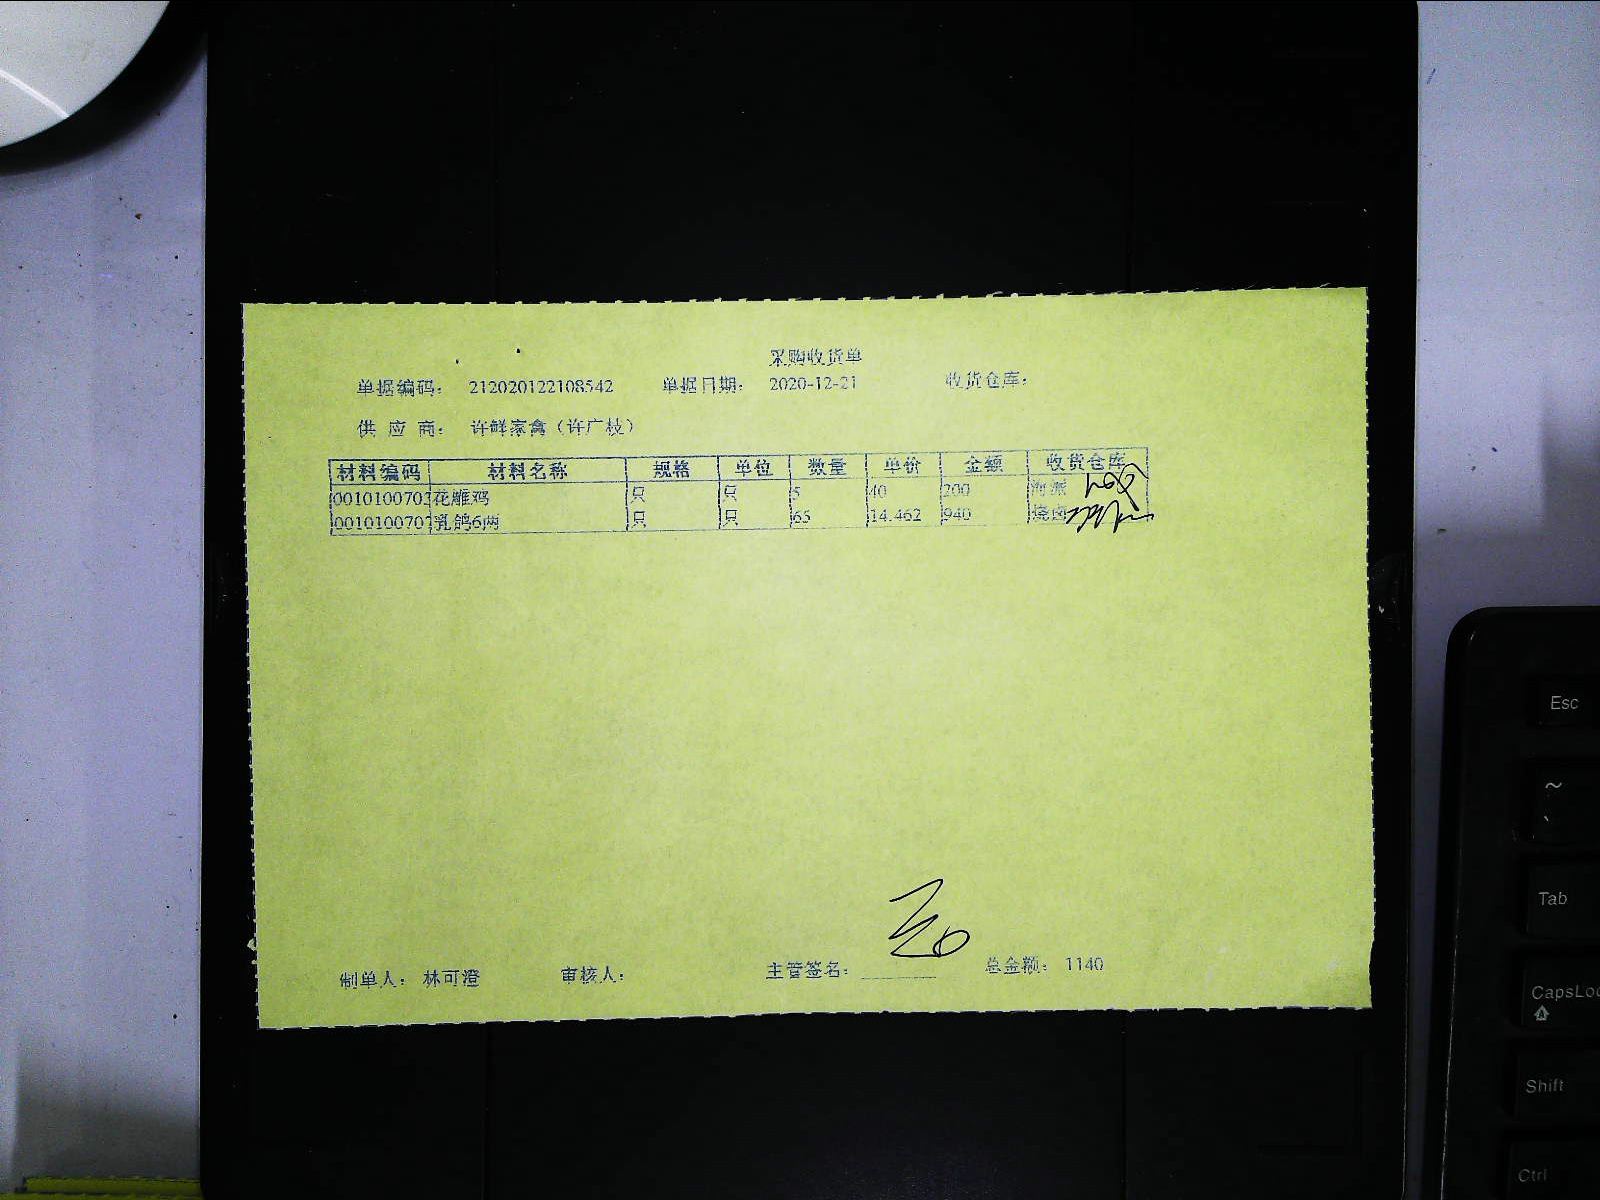 采购收货单
单据编码： 212020122108542 单据日期： 2020-12-21 收货仓库：
供 应 商： 许鲜家禽（许广枝）
材料编码 材料名称 规格 单位 数量 单价 金额 收货仓库
0010100703 花雕鸡 只 只 5 40 200 海派
0010100707 乳鸽6两 只 只 65 14.462 940 烧卤
制单人： 林可澄 审核人： 主管签名： 总金额： 1140
Esc
~
Tab
CapsLoc
Shift
Ctrl